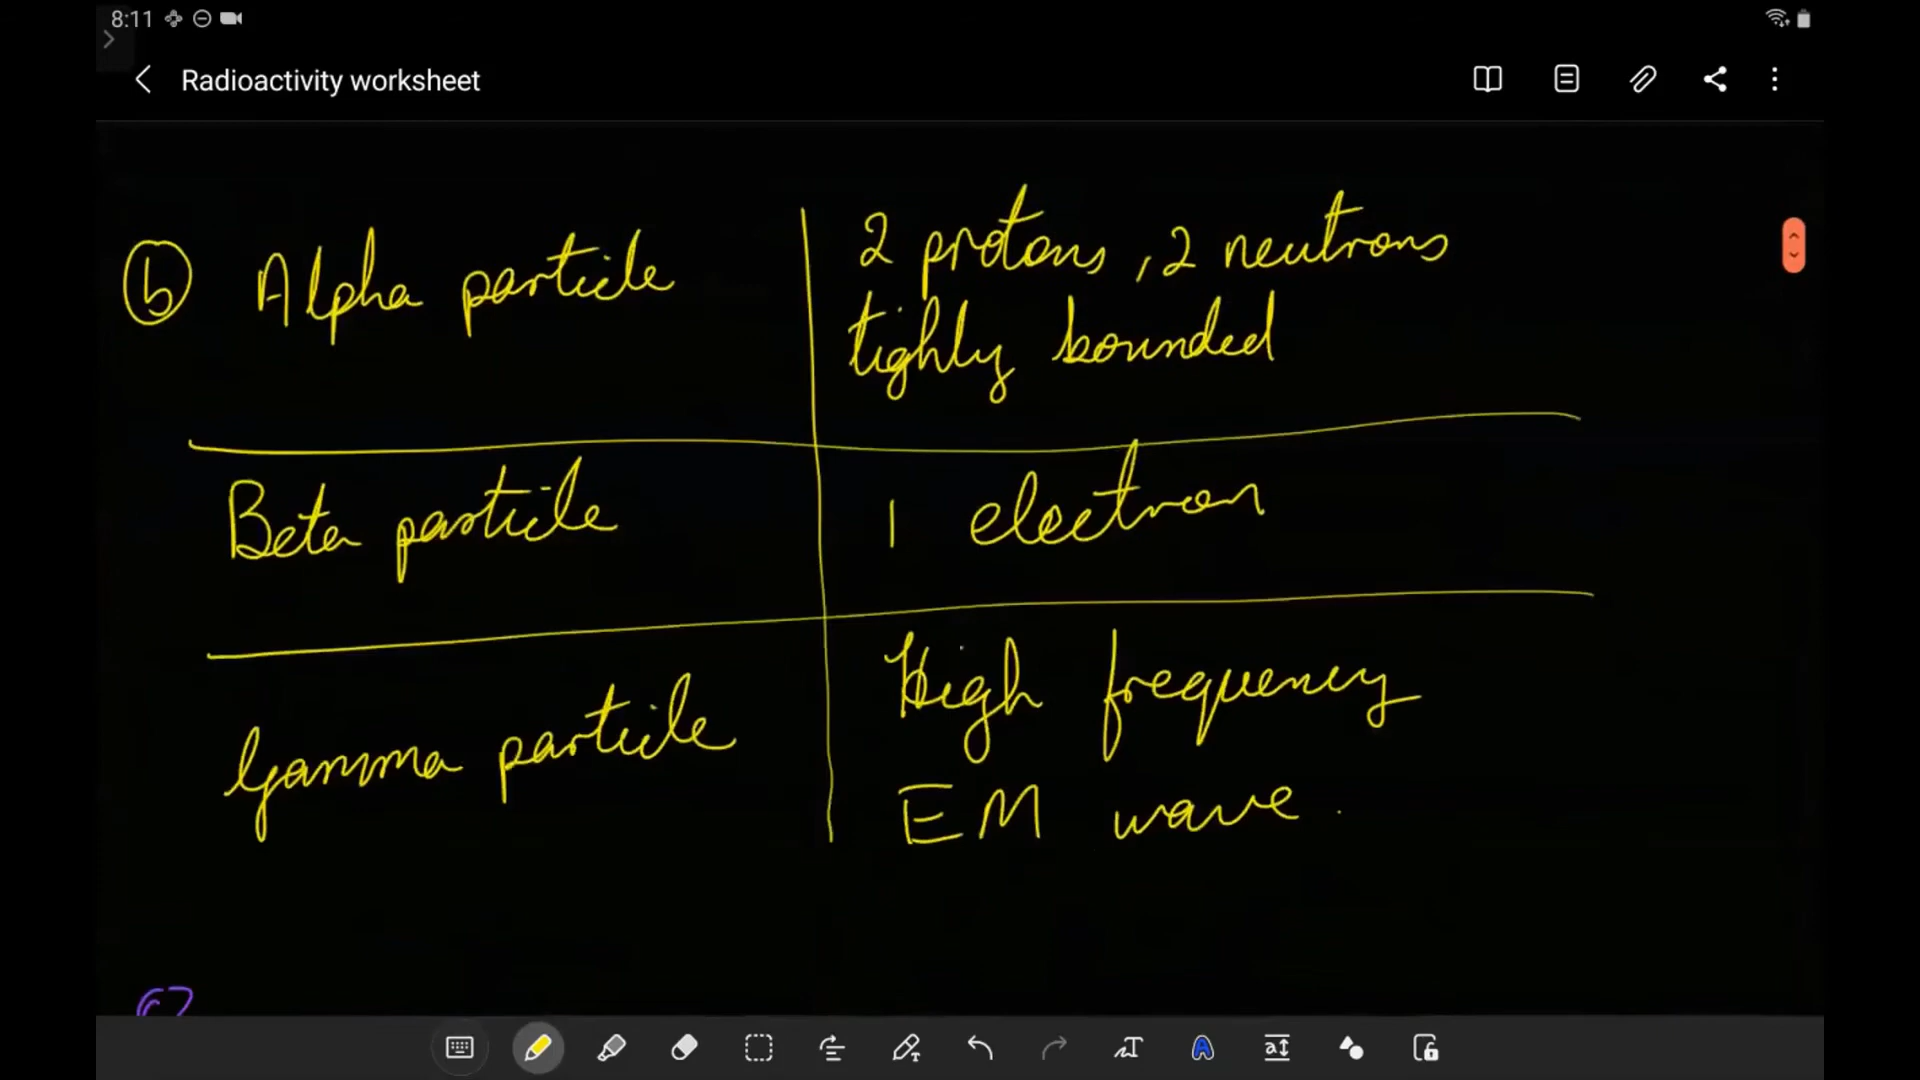 8:11
Radioactivity worksheet
b Alpha particle
2 protons, 2 neutrons
tighly bounded
Beta particle
1 electron
Gamma particle
High frequency
EM wave.